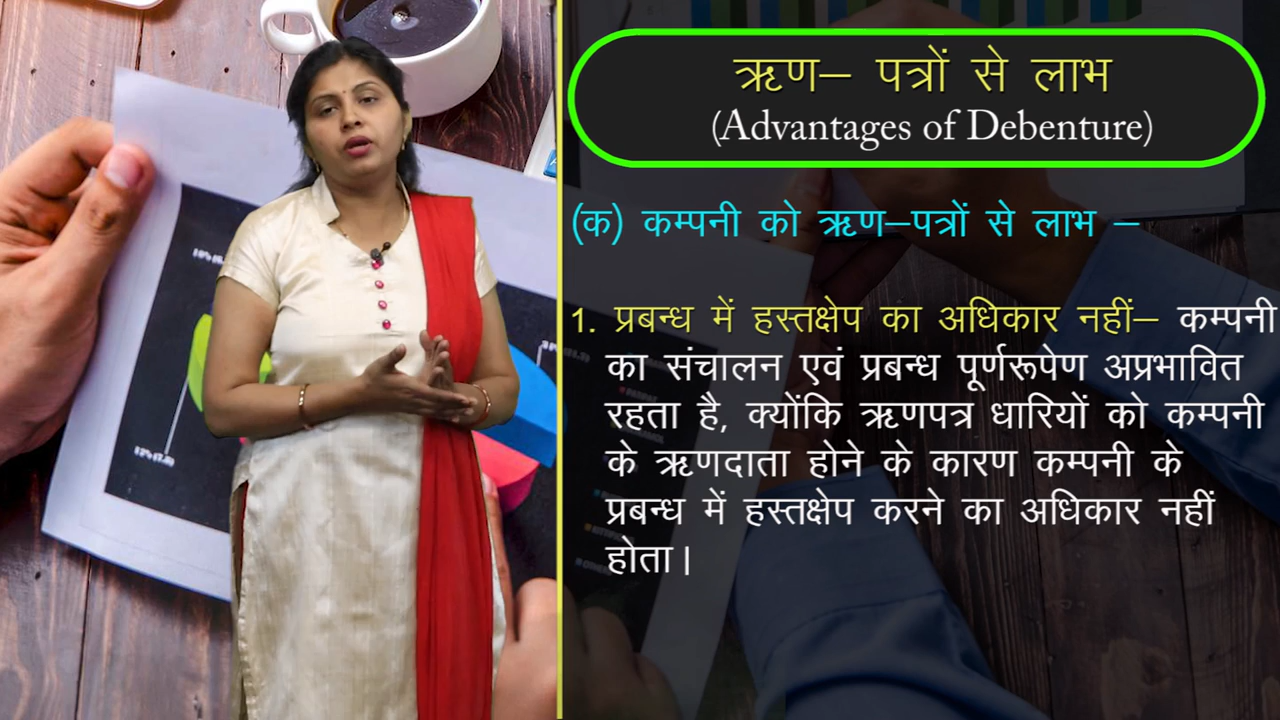 ऋण– पत्रों से लाभ
(Advantages of Debenture)
(क) कम्पनी को ऋण–पत्रों से लाभ –
1. प्रबन्ध में हस्तक्षेप का अधिकार नहीं– कम्पनी
का संचालन एवं प्रबन्ध पूर्णरूपेण अप्रभावित
रहता है, क्योंकि ऋणपत्र धारियों को कम्पनी
के ऋणदाता होने के कारण कम्पनी के
प्रबन्ध में हस्तक्षेप करने का अधिकार नहीं
होता।